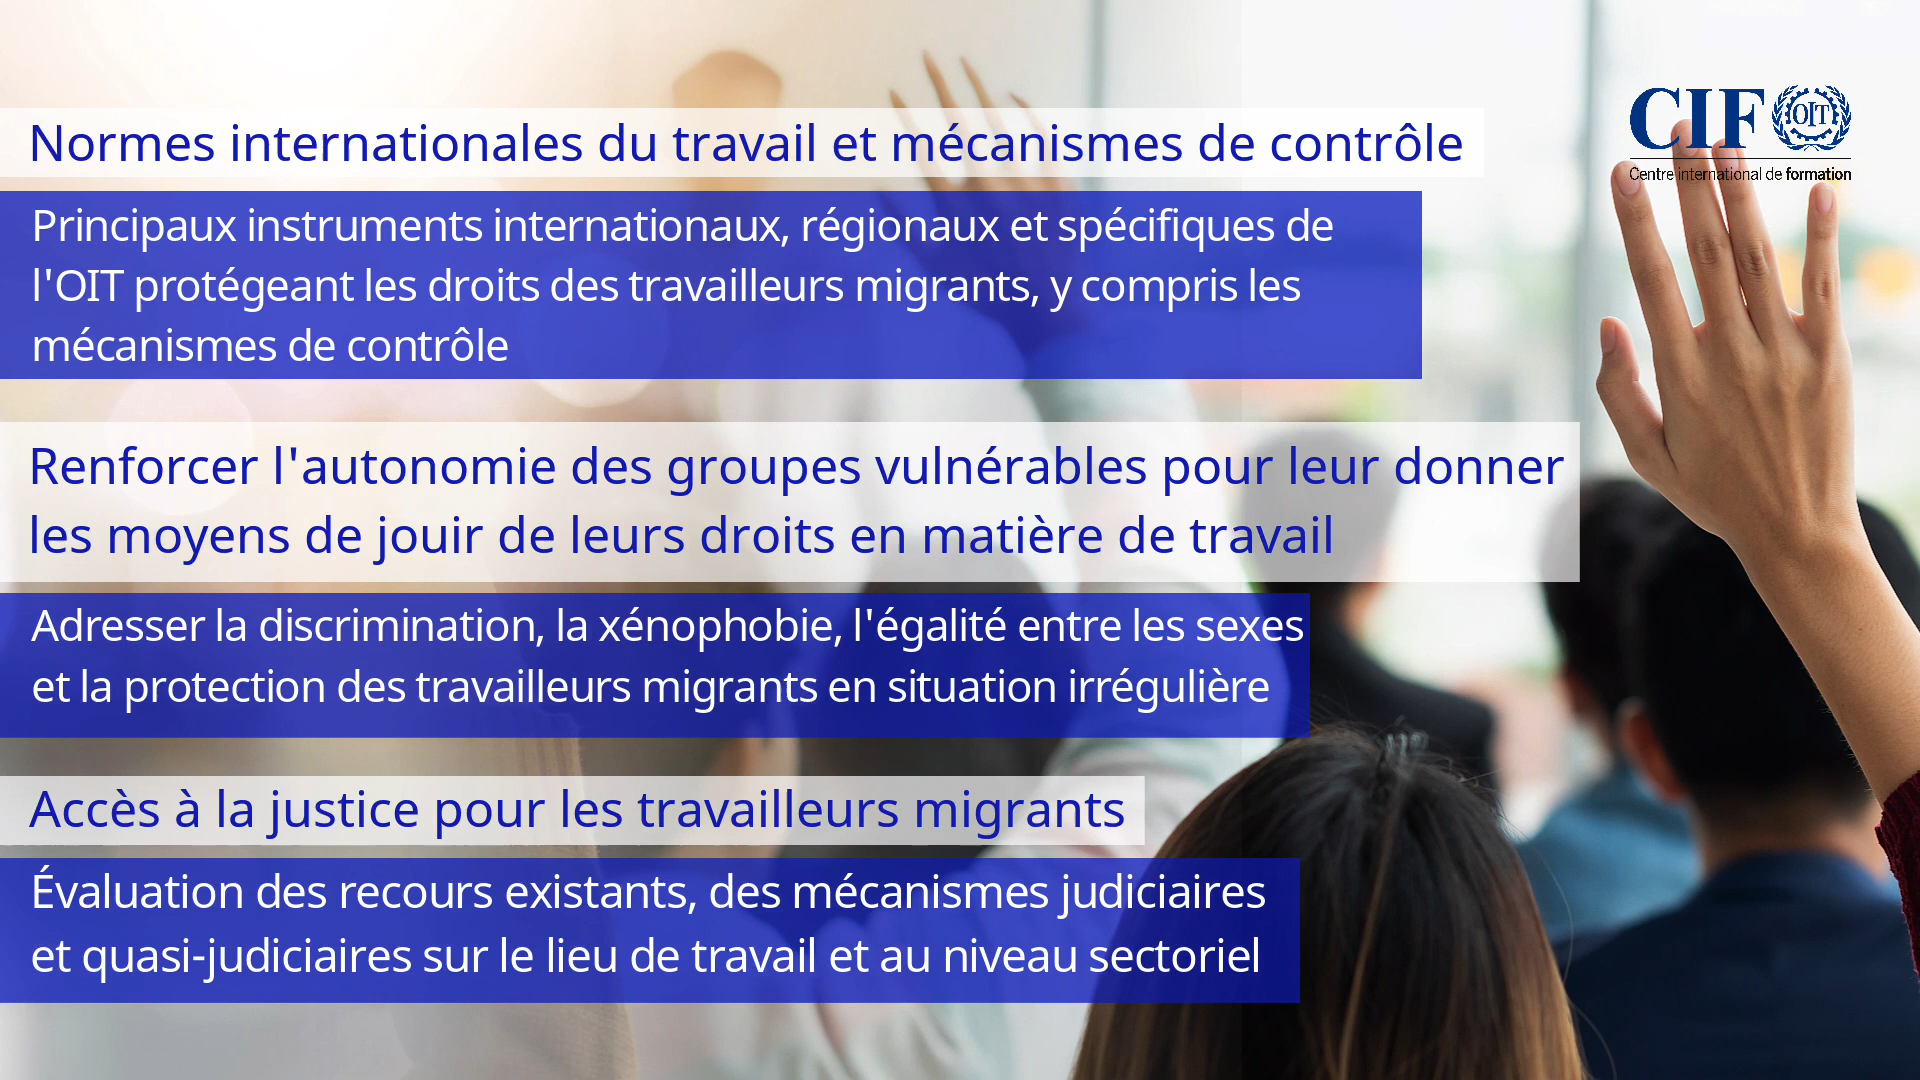 CIF OIT
Centre international de formation
Normes internationales du travail et mécanismes de contrôle
Principaux instruments internationaux, régionaux et spécifiques de
l'OIT protégeant les droits des travailleurs migrants, y compris les
mécanismes de contrôle
Renforcer l'autonomie des groupes vulnérables pour leur donner
les moyens de jouir de leurs droits en matière de travail
Adresser la discrimination, la xénophobie, l'égalité entre les sexes
et la protection des travailleurs migrants en situation irrégulière
Accès à la justice pour les travailleurs migrants
Évaluation des recours existants, des mécanismes judiciaires
et quasi-judiciaires sur le lieu de travail et au niveau sectoriel